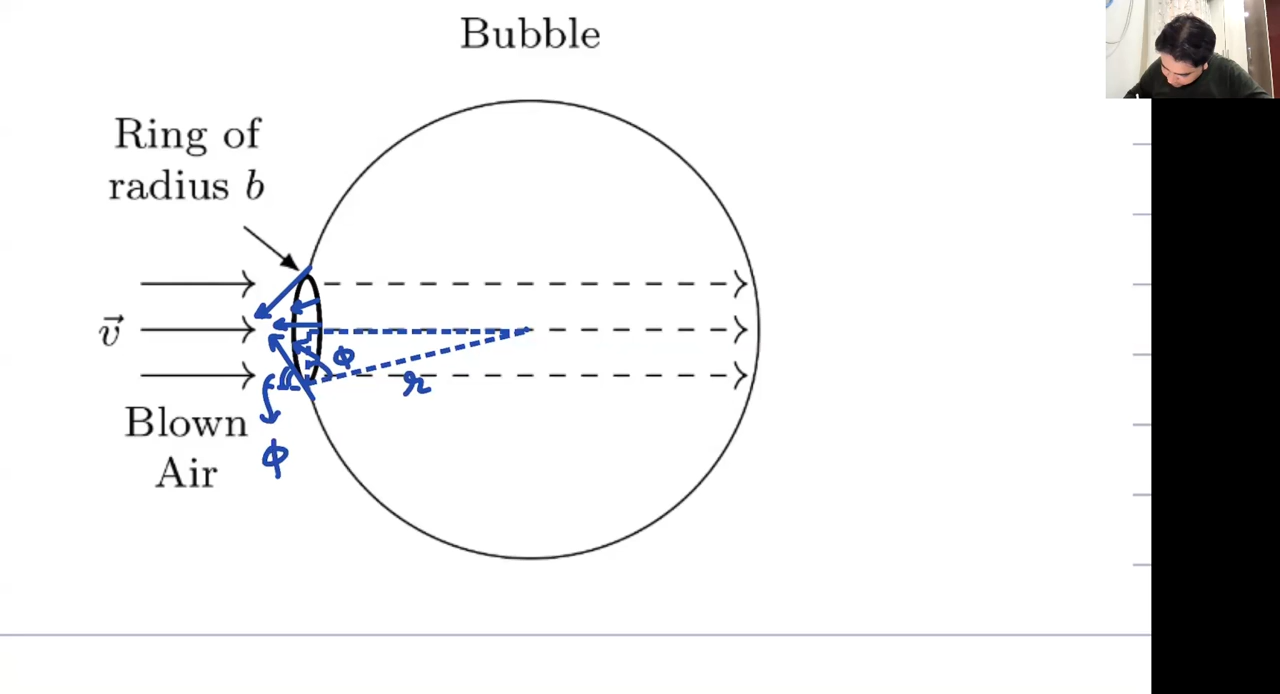 Bubble
Ring of
radius b
v⃗
ϕ
r
Blown
Air
ϕ